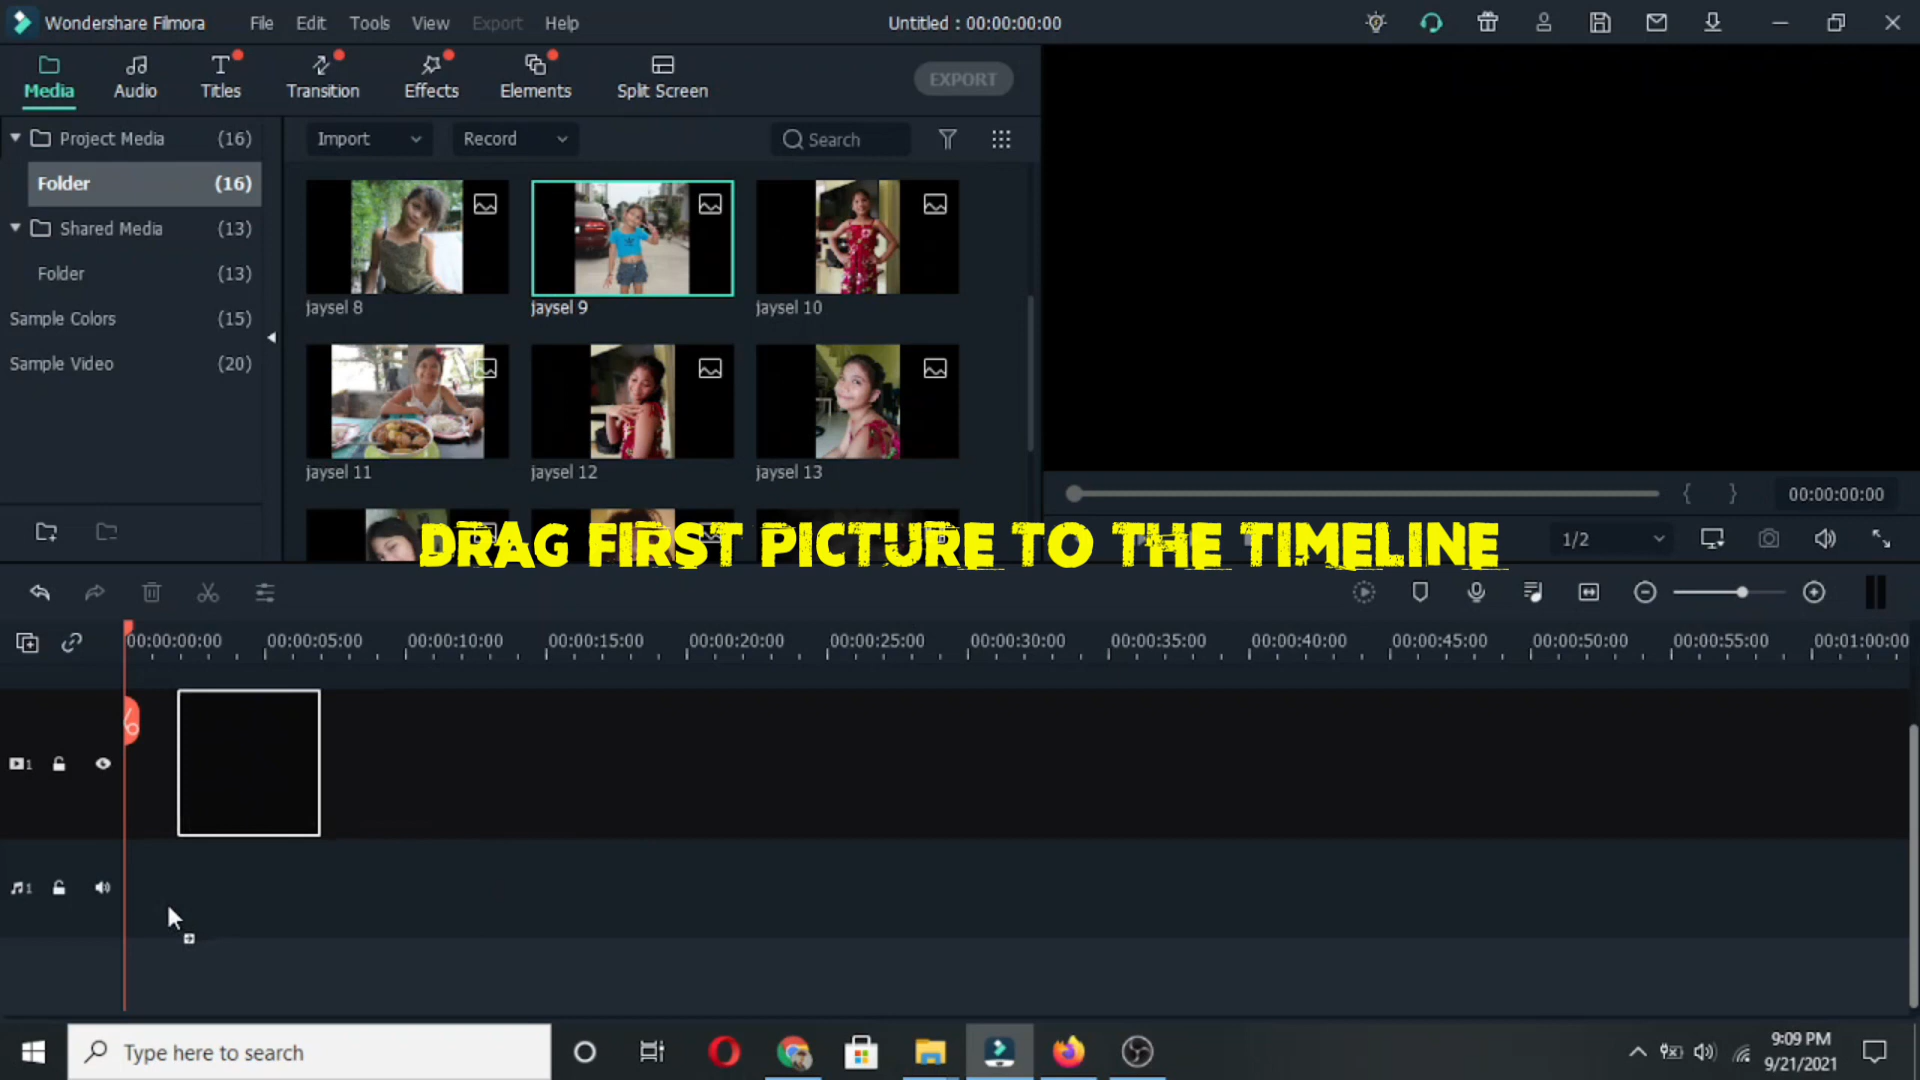 Wondershare Filmora
File
Edit
Tools
View
Export
Help
Untitled : 00:00:00:00
Media
Audio
Titles
Transition
Effects
Elements
Split Screen
EXPORT
Project Media (16)
Folder (16)
Shared Media (13)
Folder (13)
Sample Colors (15)
Sample Video (20)
Import
Record
Search
jaysel 8
jaysel 9
jaysel 10
jaysel 11
jaysel 12
jaysel 13
{ }
00:00:00:00
1/2
DRAG FIRST PICTURE TO THE TIMELINE
00:00:00:00
00:00:05:00
00:00:10:00
00:00:15:00
00:00:20:00
00:00:25:00
00:00:30:00
00:00:35:00
00:00:40:00
00:00:45:00
00:00:50:00
00:00:55:00
00:01:00:00
1
1
Type here to search
9:09 PM
9/21/2021